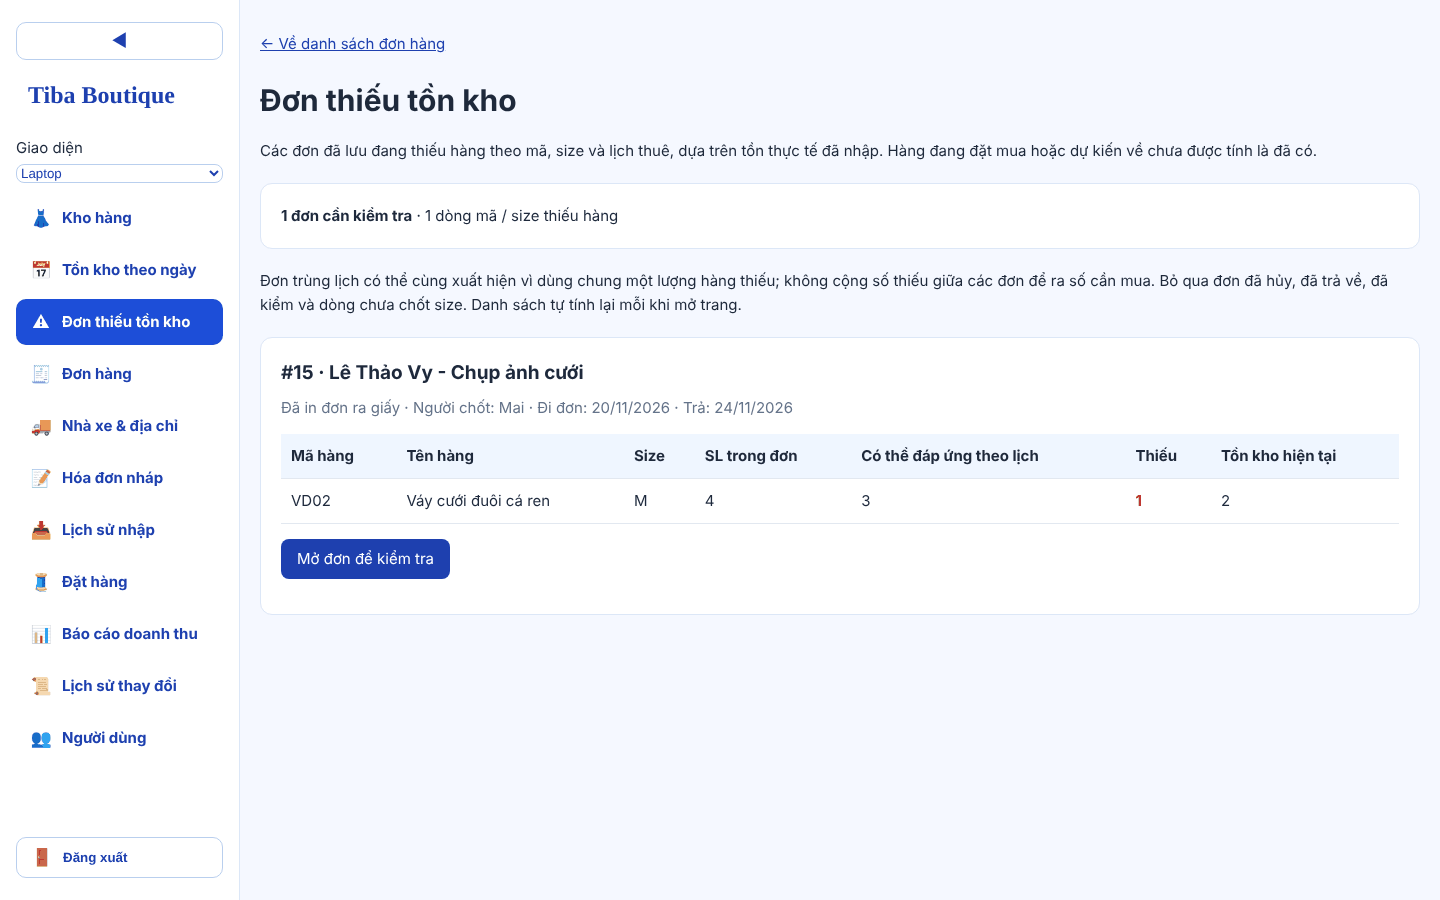 ◀
Tiba Boutique
Giao diện
Laptop
Kho hàng
Tồn kho theo ngày
Đơn thiếu tồn kho
Đơn hàng
Nhà xe & địa chỉ
Hóa đơn nháp
Lịch sử nhập
Đặt hàng
Báo cáo doanh thu
Lịch sử thay đổi
Người dùng
Đăng xuất
← Về danh sách đơn hàng
Đơn thiếu tồn kho
Các đơn đã lưu đang thiếu hàng theo mã, size và lịch thuê, dựa trên tồn thực tế đã nhập. Hàng đang đặt mua hoặc dự kiến về chưa được tính là đã có.
1 đơn cần kiểm tra · 1 dòng mã / size thiếu hàng
Đơn trùng lịch có thể cùng xuất hiện vì dùng chung một lượng hàng thiếu; không cộng số thiếu giữa các đơn để ra số cần mua. Bỏ qua đơn đã hủy, đã trả về, đã
kiểm và dòng chưa chốt size. Danh sách tự tính lại mỗi khi mở trang.
#15 · Lê Thảo Vy - Chụp ảnh cưới
Đã in đơn ra giấy · Người chốt: Mai · Đi đơn: 20/11/2026 · Trả: 24/11/2026
Mã hàng Tên hàng Size SL trong đơn Có thể đáp ứng theo lịch Thiếu Tồn kho hiện tại
VD02 Váy cưới đuôi cá ren M 4 3 1 2
Mở đơn để kiểm tra